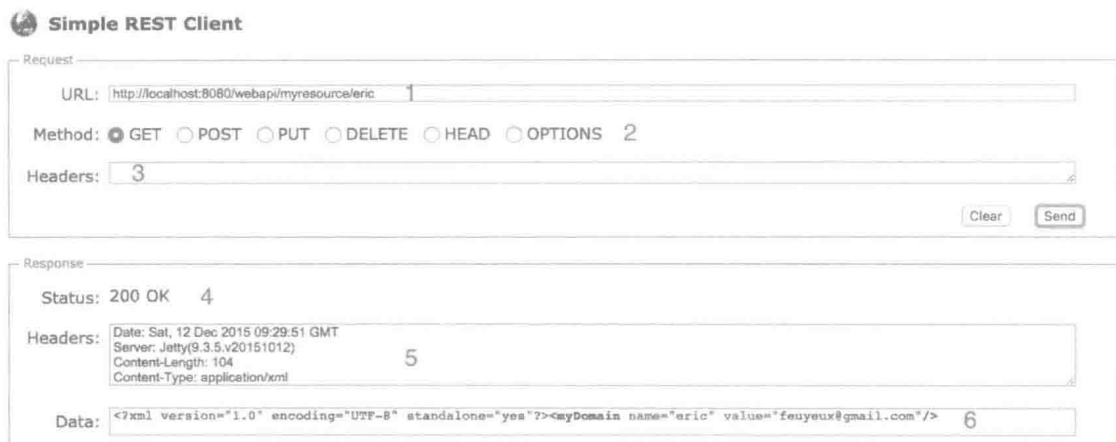 Simple REST Client
Request
URL: http://localhost:8080/webapi/myresource/eric 1
Method: GET POST PUT DELETE HEAD OPTIONS 2
Headers: 3
Clear Send
Response
Status: 200 OK 4
Headers: Date: Sat, 12 Dec 2015 09:29:51 GMT
Server: Jetty(9.3.5.v20151012)
Content-Length: 104 5
Content-Type: application/xml
Data: <?xml version="1.0" encoding="UTF-8" standalone="yes"?><myDomain name="eric" value="feuyeux@gmail.com"/> 6